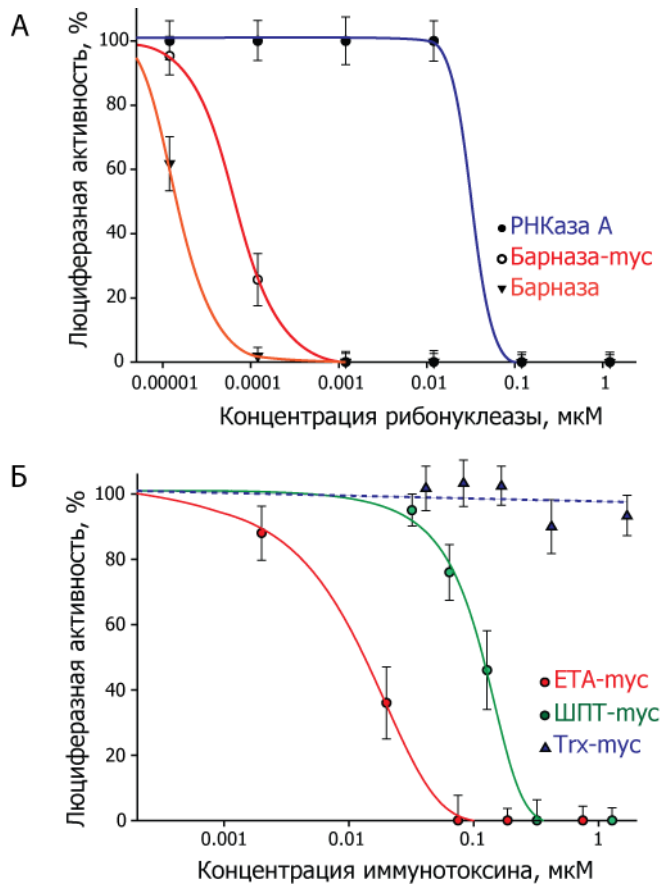 А
Люциферазная активность, %
100
80
60
40
20
0
РНКаза А
Барназа-myc
Барназа
0.00001
0.0001
0.001
0.01
0.1
1
Концентрация рибонуклеазы, мкМ
Б
Люциферазная активность, %
100
80
60
40
20
0
ETA-myc
ШПТ-myc
Trx-myc
0.001
0.01
0.1
1
Концентрация иммунотоксина, мкМ